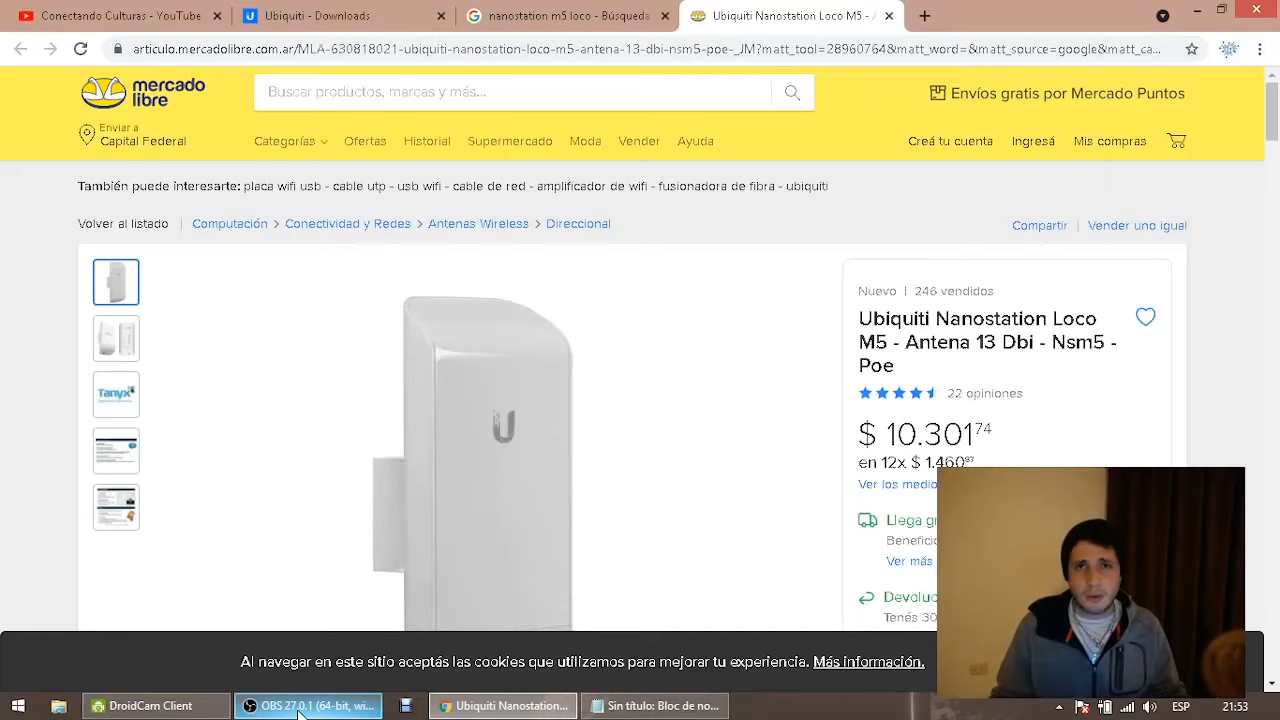 Conectando Culturas - YouTube
Ubiquiti - Downloads
nanostation m5 loco - Búsqueda
Ubiquiti Nanostation Loco M5 -
articulo.mercadolibre.com.ar/MLA-630818021-ubiquiti-nanostation-loco-m5-antena-13-dbi-nsm5-poe-_JM?matt_tool=28960764&matt_word=&matt_source=google&matt_ca...
mercado
libre
Buscar productos, marcas y más...
Envíos gratis por Mercado Puntos
Enviar a
Capital Federal
Categorías Ofertas Historial Supermercado Moda Vender Ayuda
Creá tu cuenta Ingresá Mis compras
También puede interesarte: placa wifi usb - cable utp - usb wifi - cable de red - amplificador de wifi - fusionadora de fibra - ubiquiti
Volver al listado | Computación > Conectividad y Redes > Antenas Wireless > Direccional
Compartir | Vender uno igual
Tanyx
Nuevo | 246 vendidos
Ubiquiti Nanostation Loco
M5 - Antena 13 Dbi - Nsm5 -
Poe
22 opiniones
$ 10.301 74
en 12x $ 1.460
Ver los medio
Llega gr
Benefici
Ver más
Devolu
Tenés 30
Al navegar en este sitio aceptás las cookies que utilizamos para mejorar tu experiencia. Más información.
DroidCam Client
OBS 27.0.1 (64-bit, wi...
Ubiquiti Nanostation...
Sin título: Bloc de no...
ESP
21:53